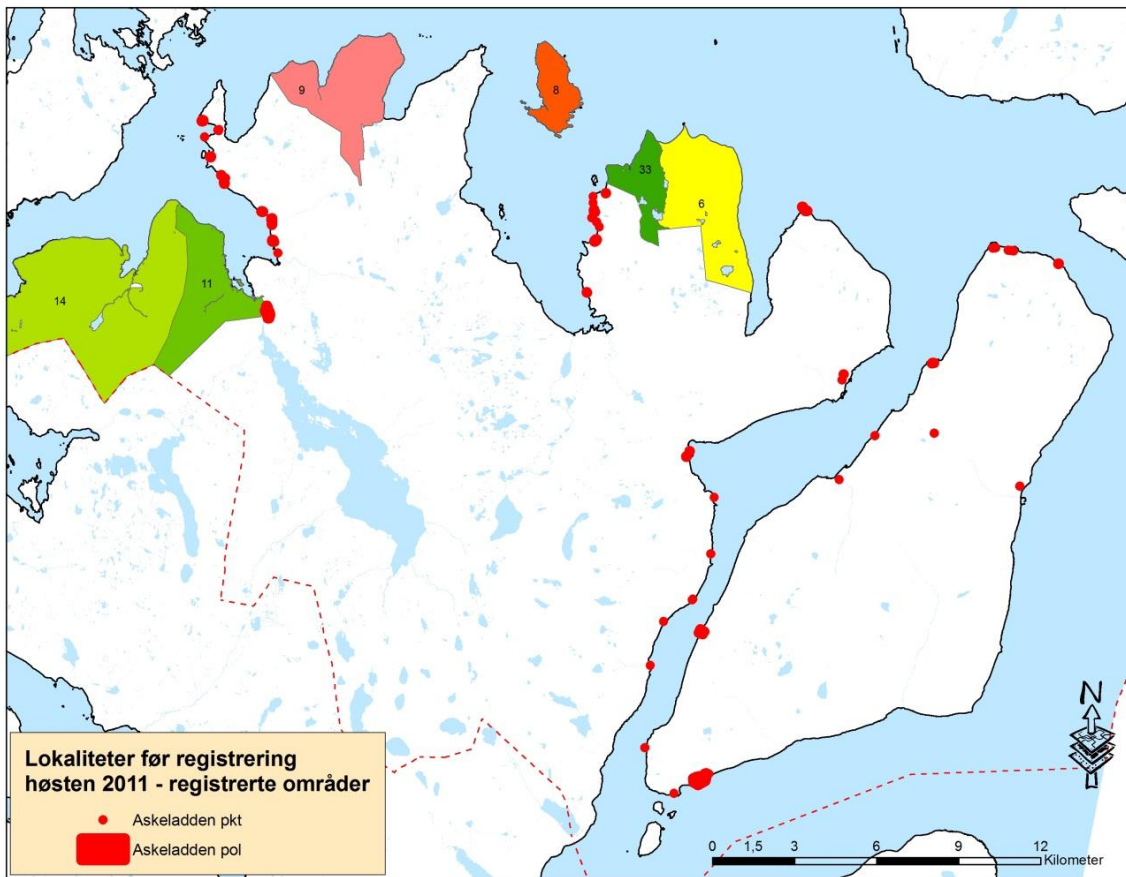 9
8
33
6
11
14
N
Lokaliteter før registrering
høsten 2011 - registrerte områder
Askeladden pkt
Askeladden pol
0 1,5 3 6 9 12
Kilometer